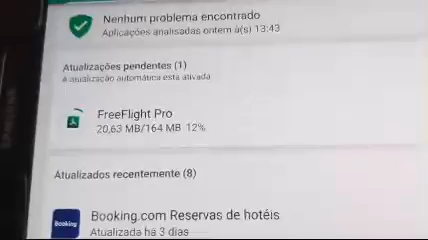 Nenhum problema encontrado
Aplicações analisadas ontem à(s) 13:43
Atualizações pendentes (1)
A atualização automática está ativada
FreeFlight Pro
20,63 MB/164 MB 12%
Atualizados recentemente (8)
Booking
Booking.com Reservas de hotéis
Atualizada há 3 dias
SAMSUNG